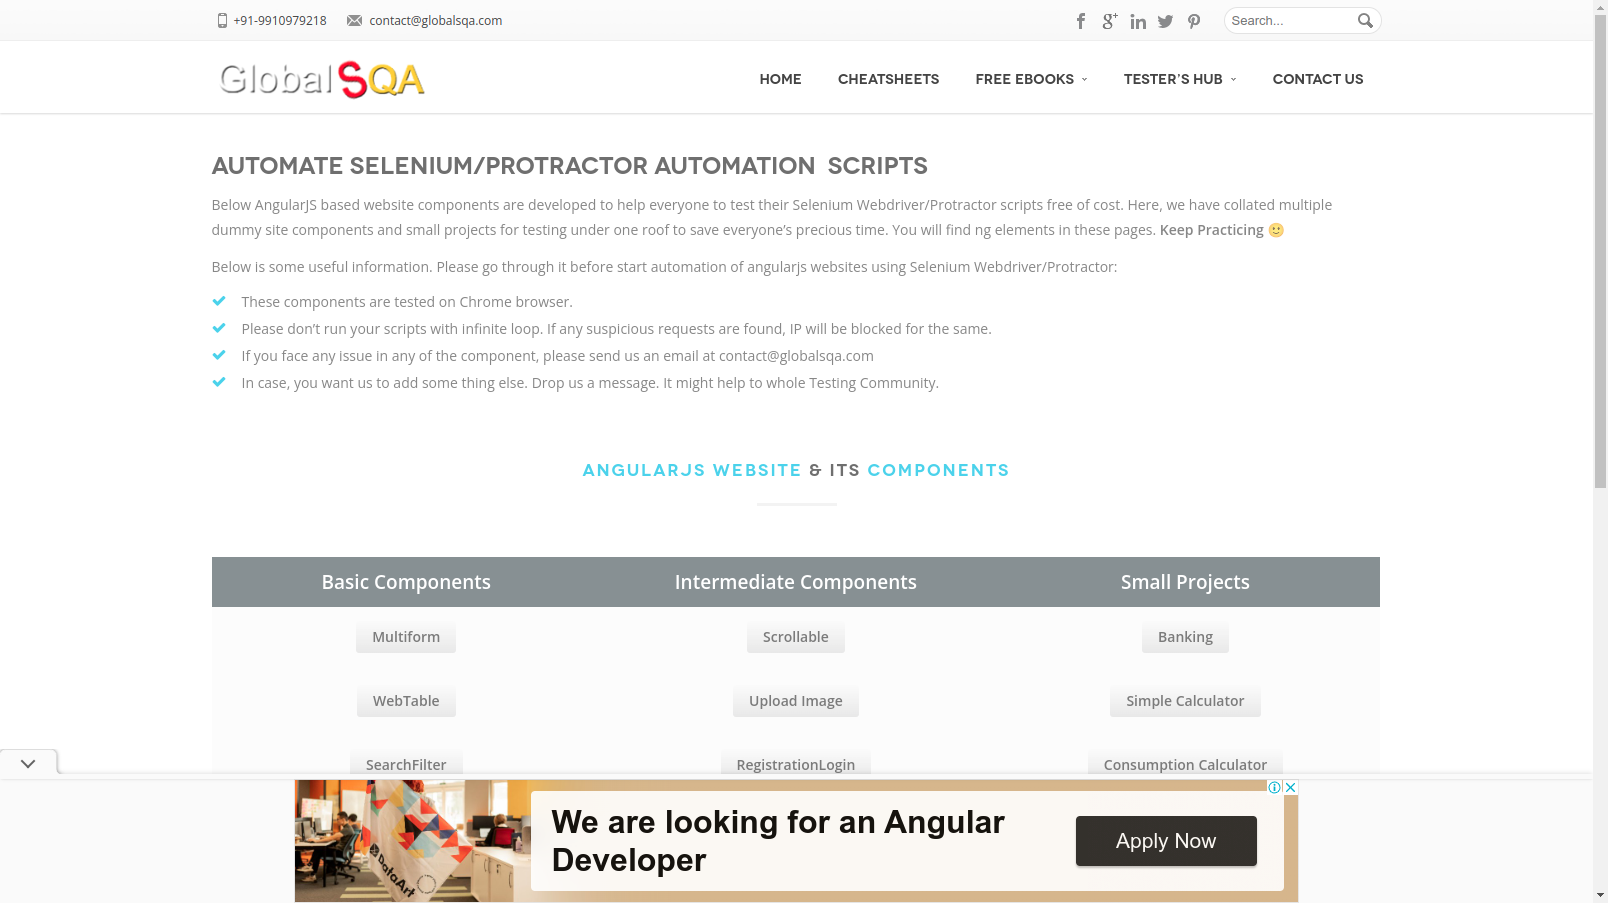 +91-9910979218 contact@globalsqa.com Search...
GlobalSQA HOME CHEATSHEETS FREE EBOOKS TESTER’S HUB CONTACT US
AUTOMATE SELENIUM/PROTRACTOR AUTOMATION SCRIPTS
Below AngularJS based website components are developed to help everyone to test their Selenium Webdriver/Protractor scripts free of cost. Here, we have collated multiple
dummy site components and small projects for testing under one roof to save everyone’s precious time. You will find ng elements in these pages. Keep Practicing 🙂
Below is some useful information. Please go through it before start automation of angularjs websites using Selenium Webdriver/Protractor:
These components are tested on Chrome browser.
Please don’t run your scripts with infinite loop. If any suspicious requests are found, IP will be blocked for the same.
If you face any issue in any of the component, please send us an email at contact@globalsqa.com
In case, you want us to add some thing else. Drop us a message. It might help to whole Testing Community.
ANGULARJS WEBSITE & ITS COMPONENTS
Basic Components Intermediate Components Small Projects
Multiform Scrollable Banking
WebTable Upload Image Simple Calculator
SearchFilter RegistrationLogin Consumption Calculator
We are looking for an Angular
Developer
Apply Now
DataArt